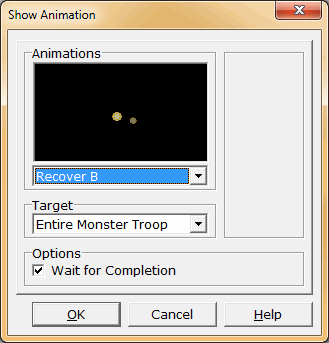 Show Animation
Animations
Recover B
Target
Entire Monster Troop
Options
Wait for Completion
OK Cancel Help